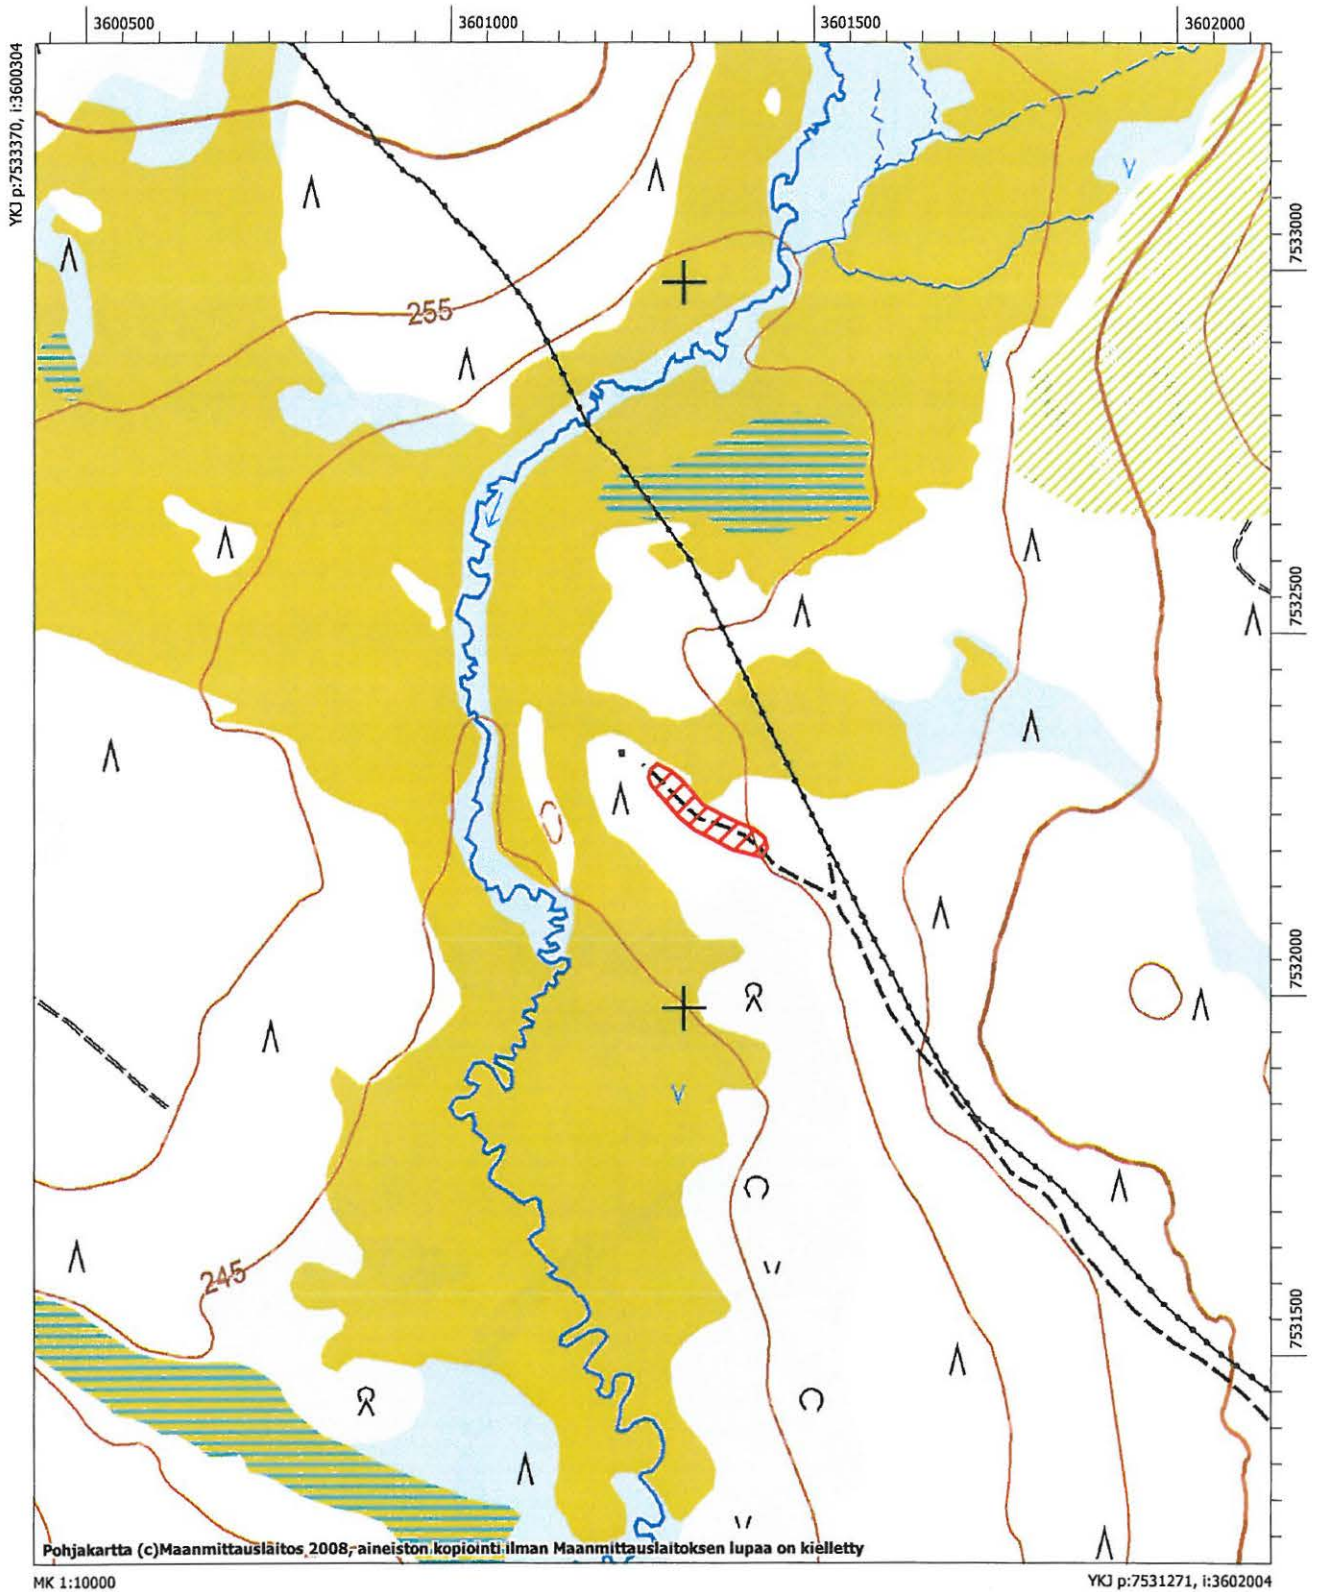 3600500
3601000
3601500
3602000
YKJ p:7533370, i:3600304
7533000
255
7532500
7532000
245
7531500
Pohjakartta (c)Maanmittauslaitos 2008, aineiston kopiointi ilman Maanmittauslaitoksen lupaa on kielletty
MK 1:10000
YKJ p:7531271, i:3602004